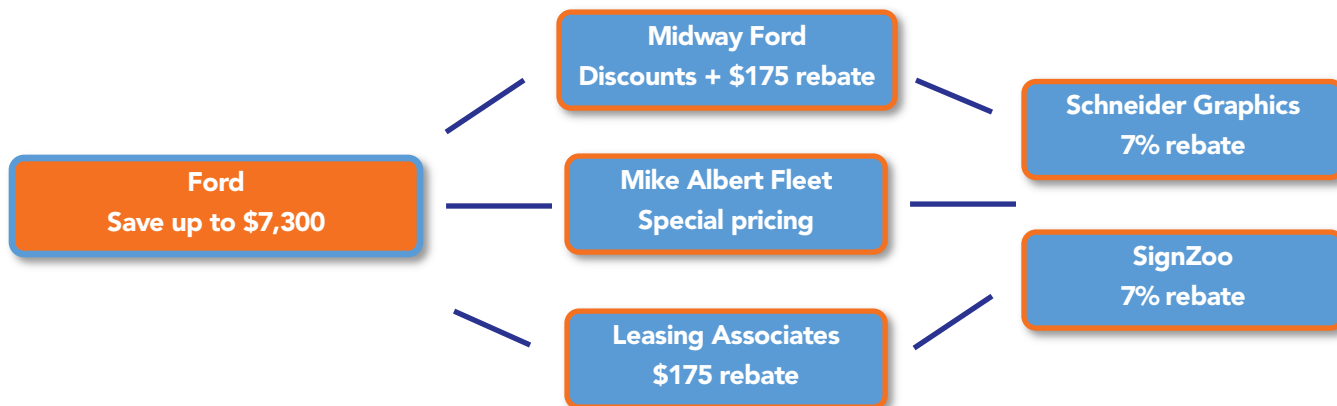 Ford
Save up to $7,300
Midway Ford
Discounts + $175 rebate
Mike Albert Fleet
Special pricing
Leasing Associates
$175 rebate
Schneider Graphics
7% rebate
SignZoo
7% rebate